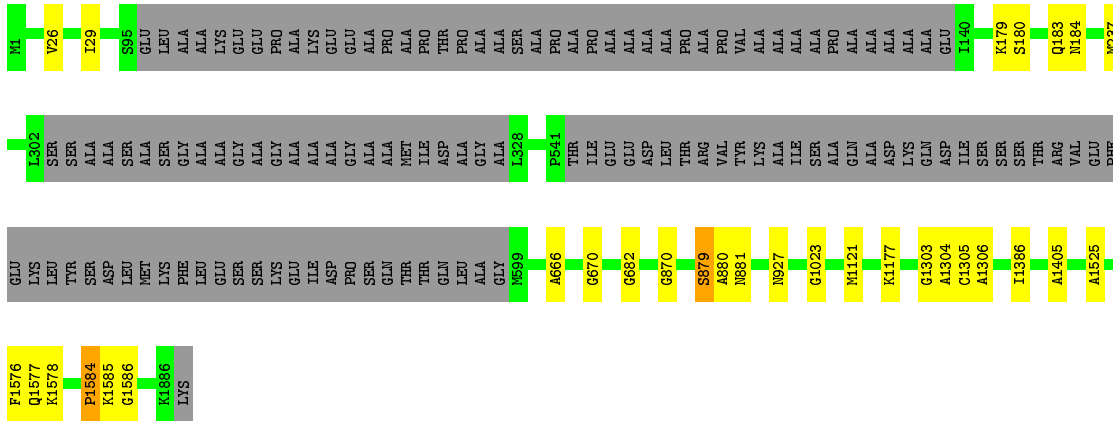 M1 V26 I29 S95 GLU LEU ALA ALA LYS GLU GLU PRO ALA LYS GLU GLU ALA PRO ALA PRO THR PRO ALA ALA SER ALA PRO ALA PRO ALA ALA ALA ALA PRO ALA PRO VAL ALA ALA ALA ALA PRO ALA ALA ALA ALA GLU I140 K179 S180 Q183 N184 M237
L302 SER SER ALA ALA SER ALA SER GLY ALA ALA GLY ALA GLY ALA ALA ALA GLY ALA ALA MET ILE ASP ALA GLY ALA L328 P541 THR ILE GLU GLU ASP LEU THR ARG VAL TYR LYS ALA ILE SER ALA GLN ALA ASP LYS GLN ASP ILE SER SER SER THR ARG VAL GLU PHE
GLU LYS LEU TYR SER ASP LEU MET LYS PHE LEU GLU SER SER LYS GLU ILE ASP PRO SER GLN THR THR GLN LEU ALA GLY M599 A666 G670 G682 G870 S879 A880 N881 N927 G1023 M1121 K1177 G1303 A1304 C1305 A1306 I1386 A1405 A1525
F1576 Q1577 K1578 P1584 K1585 G1586 K1886 LYS